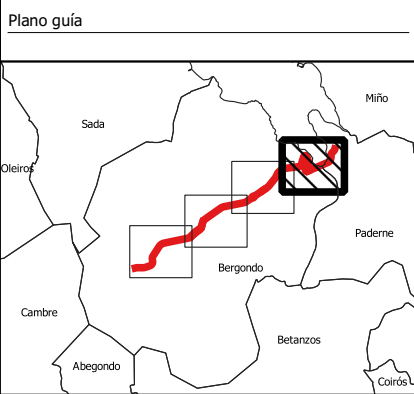 Plano guía
Miño
Sada
Oleiros
Paderne
Bergondo
Cambre
Betanzos
Abegondo
Coirós